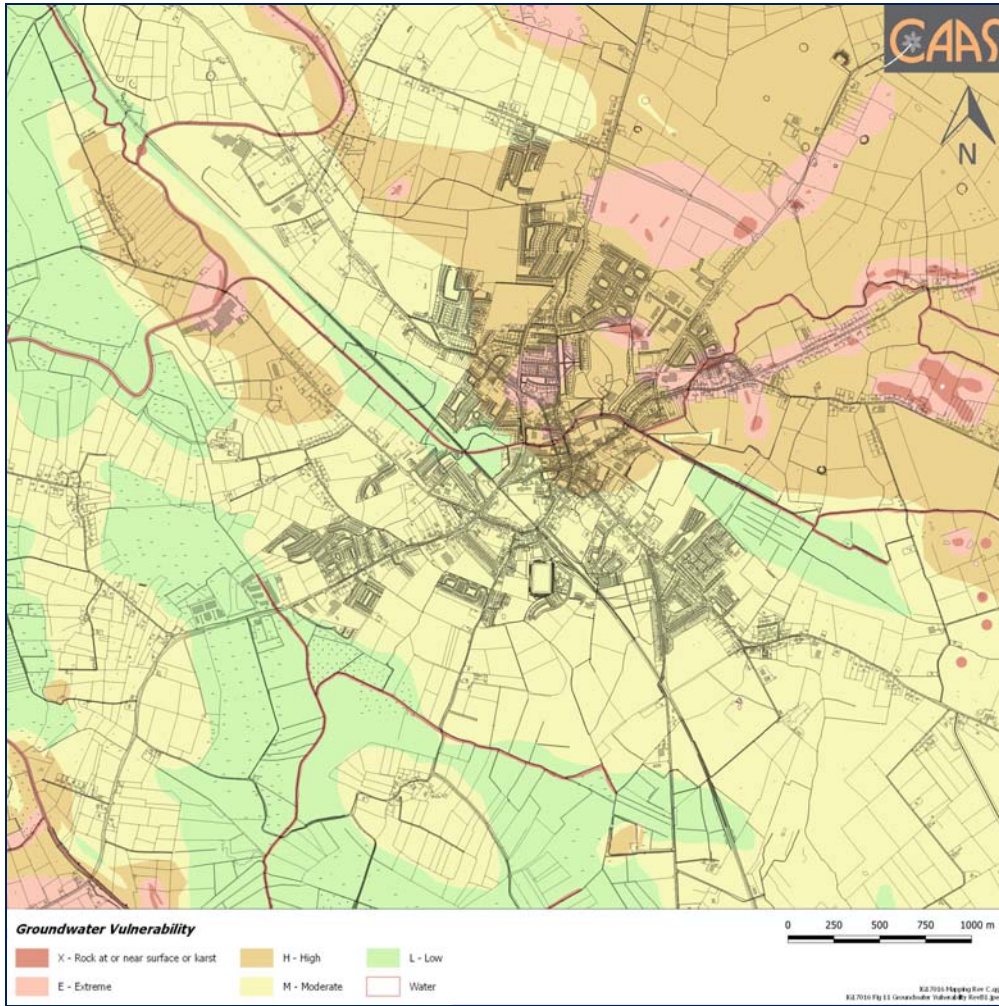 CAAS
N
Groundwater Vulnerability
X - Rock at or near surface or karst
H - High
L - Low
E - Extreme
M - Moderate
Water
0 250 500 750 1000 m